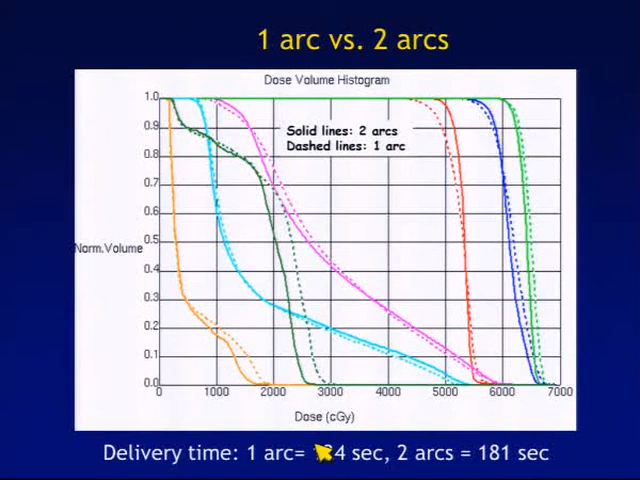 1 arc vs. 2 arcs
Dose Volume Histogram
Solid lines: 2 arcs
Dashed lines: 1 arc
1.0
0.9
0.8
0.7
0.6
Norm.Volume
0.5
0.4
0.3
0.2
0.1
0.0
0 1000 2000 3000 4000 5000 6000 7000
Dose (cGy)
Delivery time: 1 arc= sec, 2 arcs = 181 sec